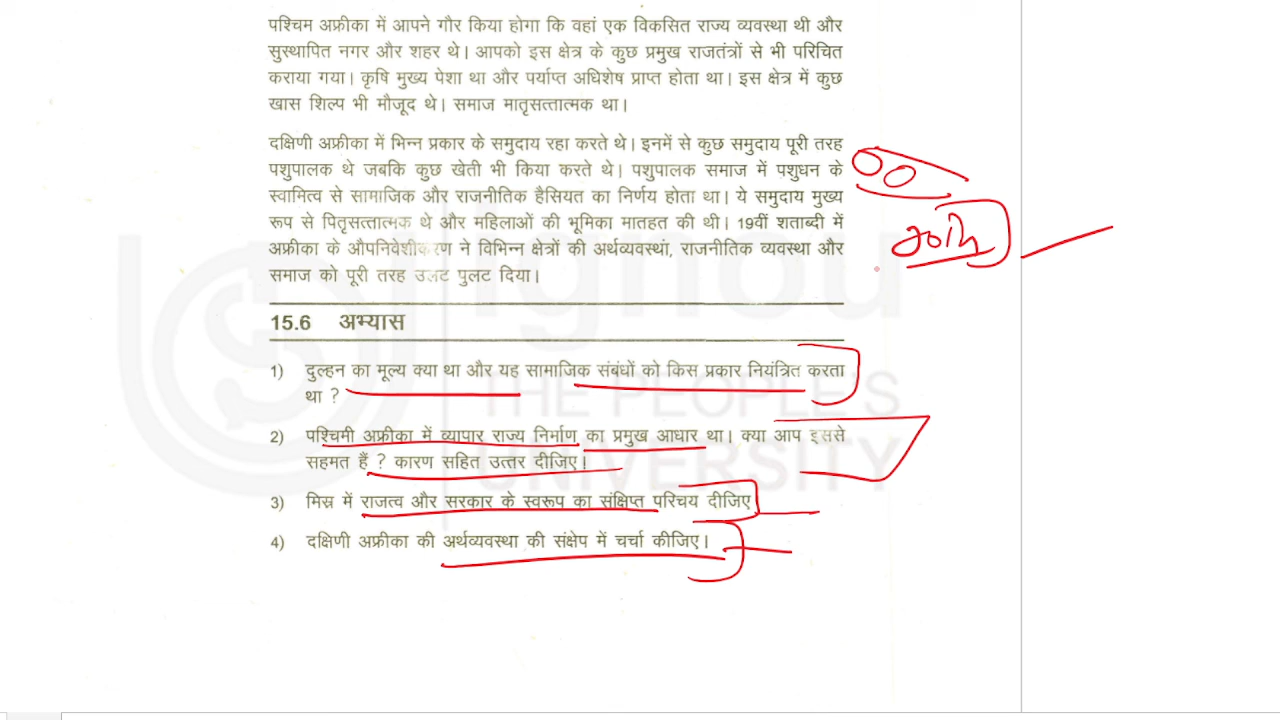 पश्चिम अफ्रीका में आपने गौर किया होगा कि वहां एक विकसित राज्य व्यवस्था थी और
सुस्थापित नगर और शहर थे। आपको इस क्षेत्र के कुछ प्रमुख राजतंत्रों से भी परिचित
कराया गया। कृषि मुख्य पेशा था और पर्याप्त अधिशेष प्राप्त होता था। इस क्षेत्र में कुछ
खास शिल्प भी मौजूद थे। समाज मातृसत्तात्मक था।
दक्षिणी अफ्रीका में भिन्न प्रकार के समुदाय रहा करते थे। इनमें से कुछ समुदाय पूरी तरह
पशुपालक थे जबकि कुछ खेती भी किया करते थे। पशुपालक समाज में पशुधन के
स्वामित्व से सामाजिक और राजनीतिक हैसियत का निर्णय होता था। ये समुदाय मुख्य
रूप से पितृसत्तात्मक थे और महिलाओं की भूमिका मातहत की थी। 19वीं शताब्दी में
अफ्रीका के औपनिवेशीकरण ने विभिन्न क्षेत्रों की अर्थव्यवस्थां, राजनीतिक व्यवस्था और
समाज को पूरी तरह उलट पुलट दिया।
ignou
THE PEOPLE'S
UNIVERSITY
15.6 अभ्यास
1) दुल्हन का मूल्य क्या था और यह सामाजिक संबंधों को किस प्रकार नियंत्रित करता
था ?
2) पश्चिमी अफ्रीका में व्यापार राज्य निर्माण का प्रमुख आधार था। क्या आप इससे
सहमत हैं ? कारण सहित उत्तर दीजिए।
3) मिस्र में राजत्व और सरकार के स्वरूप का संक्षिप्त परिचय दीजिए
4) दक्षिणी अफ्रीका की अर्थव्यवस्था की संक्षेप में चर्चा कीजिए।